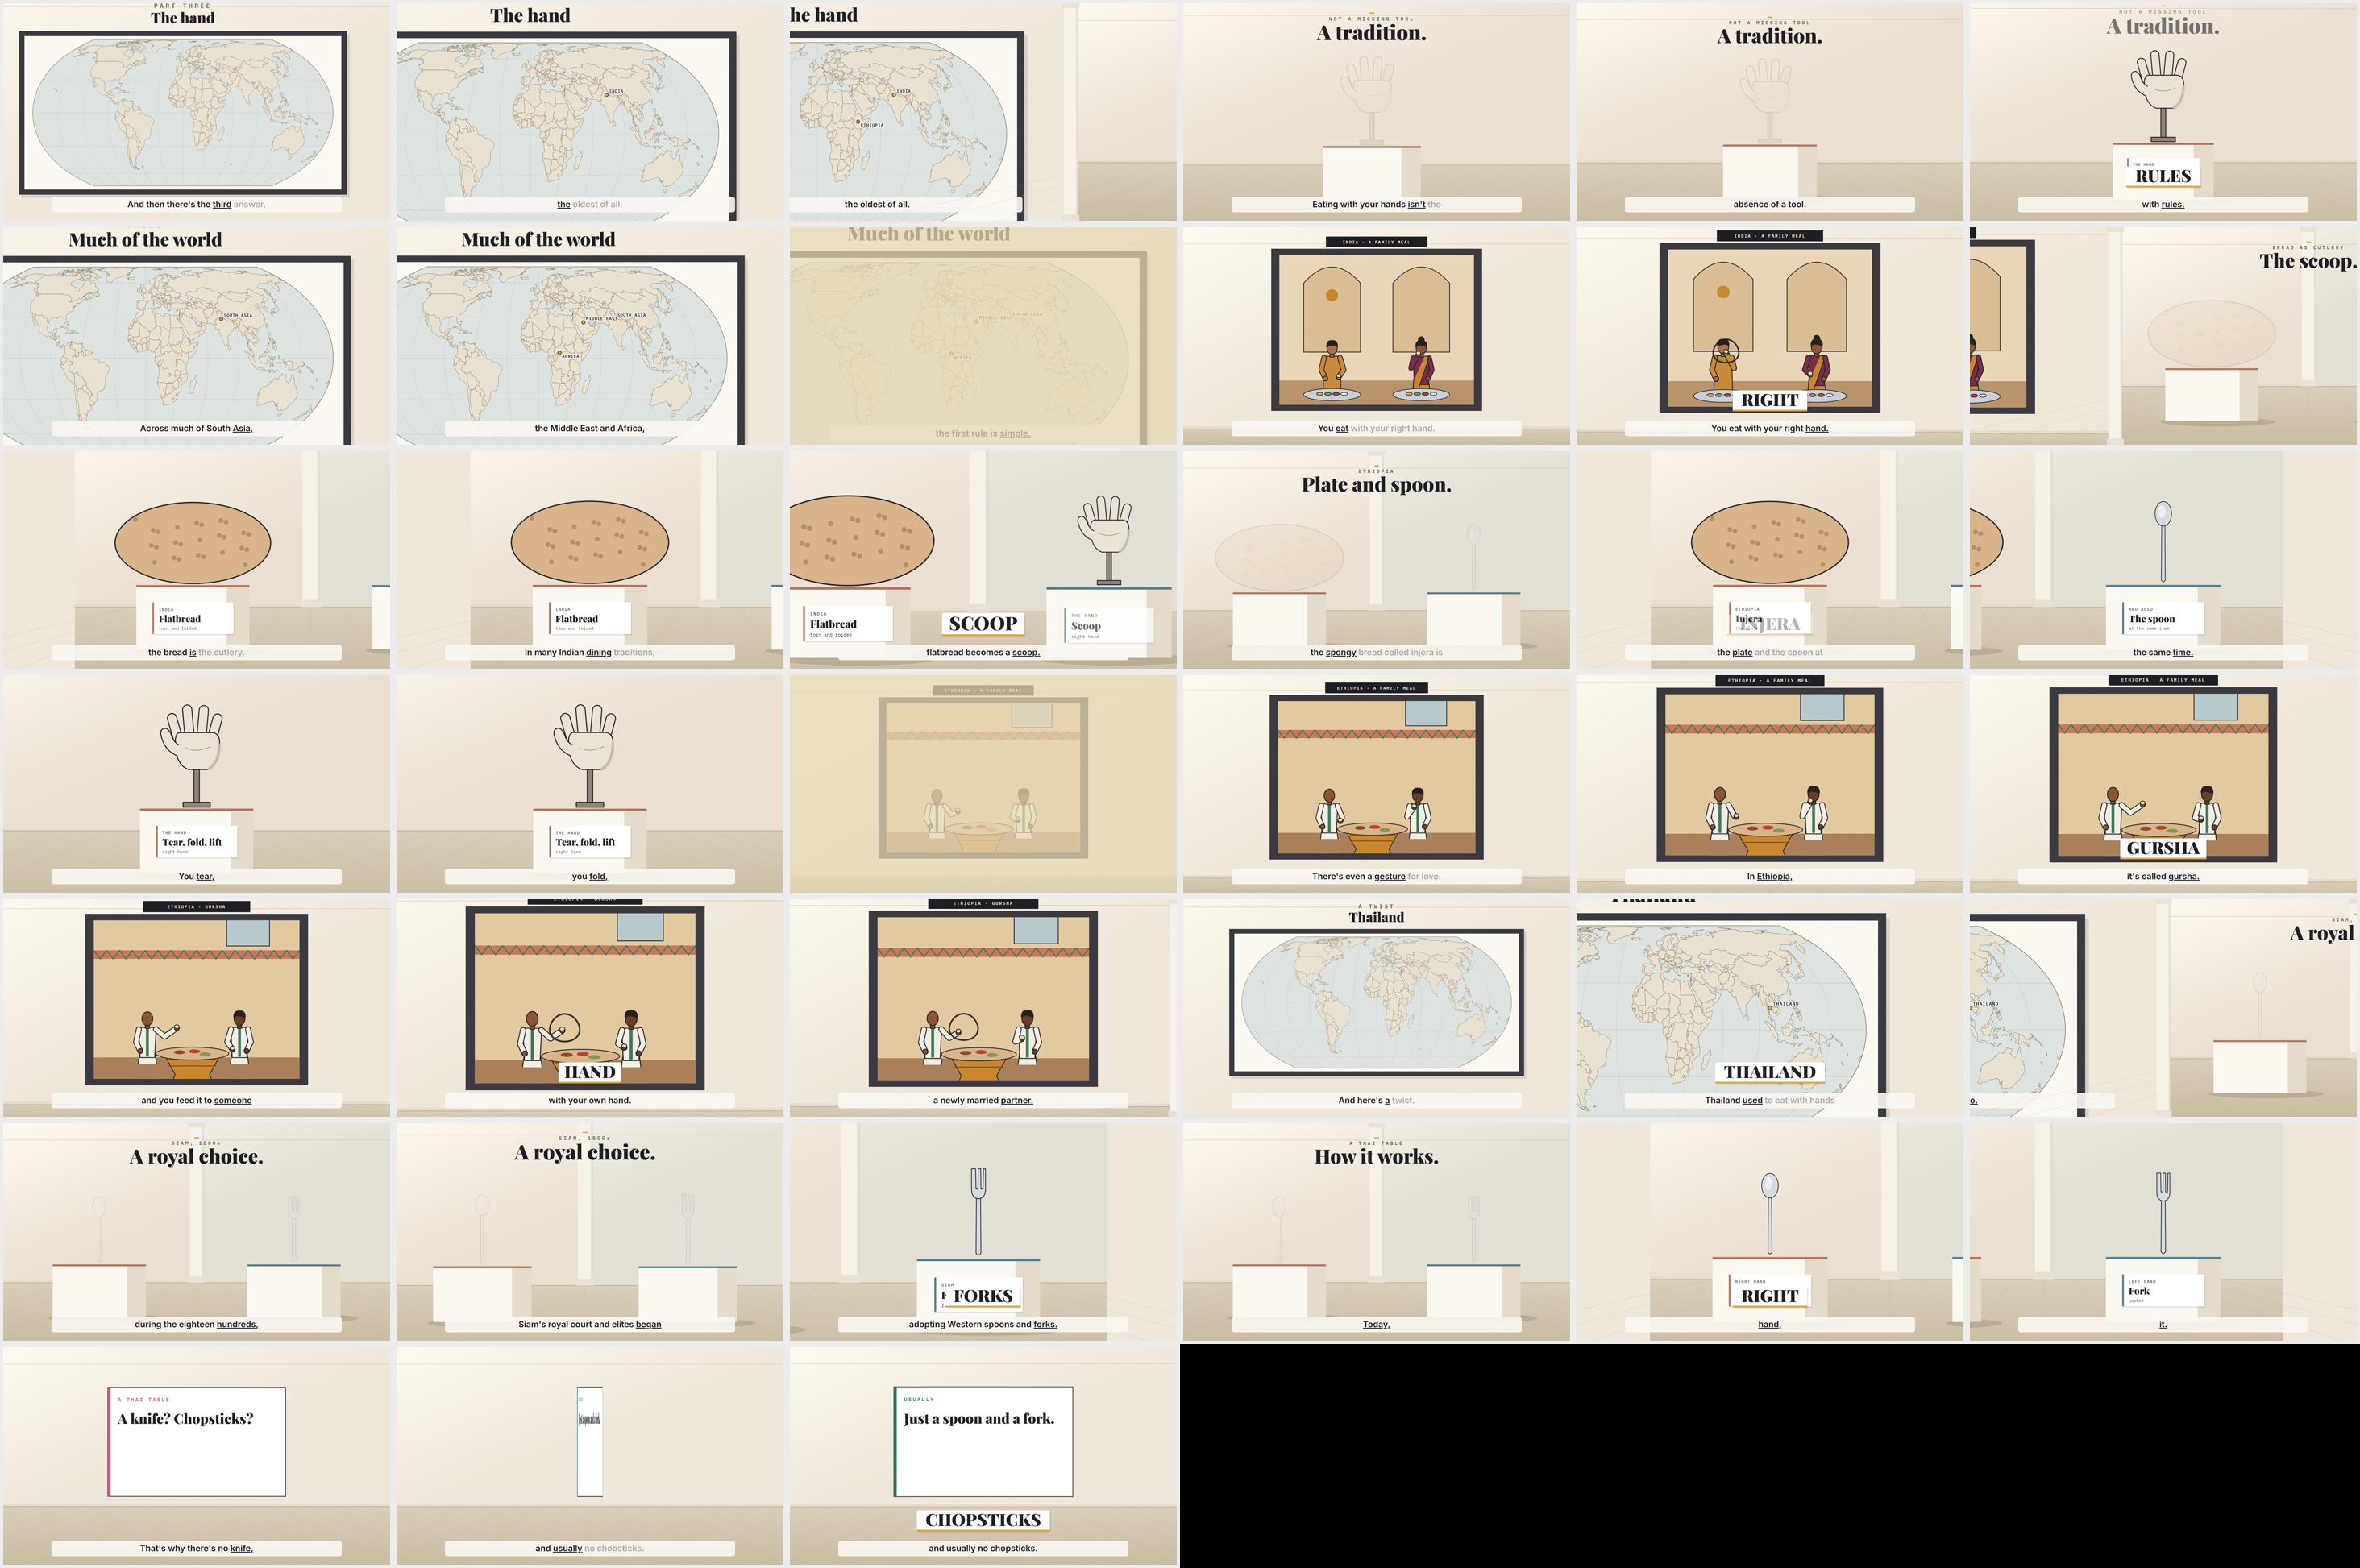 PART THREE
The hand
And then there's the third answer,
The hand
INDIA
the oldest of all.
he hand
INDIA
ETHIOPIA
the oldest of all.
NOT A MISSING TOOL
A tradition.
Eating with your hands isn't the
NOT A MISSING TOOL
A tradition.
absence of a tool.
NOT A MISSING TOOL
A tradition.
THE HAND
RULES
with rules.
Much of the world
SOUTH ASIA
Across much of South Asia,
Much of the world
MIDDLE EAST
SOUTH ASIA
AFRICA
the Middle East and Africa,
Much of the world
MIDDLE EAST
SOUTH ASIA
AFRICA
the first rule is simple.
INDIA · A FAMILY MEAL
You eat with your right hand.
INDIA · A FAMILY MEAL
RIGHT
You eat with your right hand.
BREAD AS CUTLERY
The scoop.
INDIA
Flatbread
torn and folded
the bread is the cutlery.
INDIA
Flatbread
torn and folded
In many Indian dining traditions,
INDIA
Flatbread
torn and folded
SCOOP
THE HAND
Scoop
right hand
flatbread becomes a scoop.
ETHIOPIA
Plate and spoon.
the spongy bread called injera is
ETHIOPIA
Injera
INJERA
the plate and the spoon at
AND ALSO
The spoon
at the same time
the same time.
THE HAND
Tear, fold, lift
right hand
You tear,
THE HAND
Tear, fold, lift
right hand
you fold,
ETHIOPIA · A FAMILY MEAL
ETHIOPIA · A FAMILY MEAL
There's even a gesture for love.
ETHIOPIA · A FAMILY MEAL
In Ethiopia,
ETHIOPIA · A FAMILY MEAL
GURSHA
it's called gursha.
ETHIOPIA · GURSHA
and you feed it to someone
HAND
with your own hand.
ETHIOPIA · GURSHA
a newly married partner.
A TWIST
Thailand
And here's a twist.
Thailand
THAILAND
THAILAND
Thailand used to eat with hands
THAILAND
o.
SIAM,
A royal
SIAM, 1800s
A royal choice.
during the eighteen hundreds,
SIAM, 1800s
A royal choice.
Siam's royal court and elites began
SIAM
F
FORKS
adopting Western spoons and forks.
A THAI TABLE
How it works.
Today,
RIGHT HAND
RIGHT
hand,
LEFT HAND
Fork
pushes
it.
A THAI TABLE
A knife? Chopsticks?
That's why there's no knife,
and usually no chopsticks.
USUALLY
Just a spoon and a fork.
CHOPSTICKS
and usually no chopsticks.